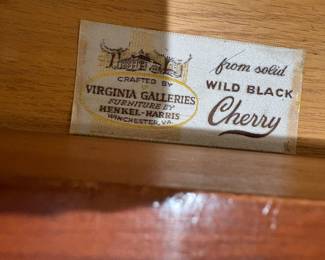 CRAFTED BY
VIRGINIA GALLERIES
FURNITURE BY
HENKEL-HARRIS
WINCHESTER, VA.
from solid
WILD BLACK
Cherry